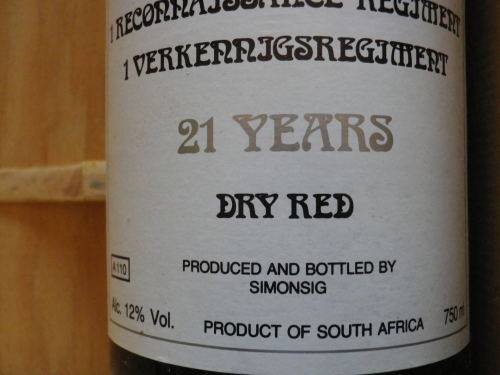 1 RECONNAISSANCE REGIMENT
1 VERKENNIGSREGIMENT
21 YEARS
DRY RED
A110
PRODUCED AND BOTTLED BY
SIMONSIG
Alc. 12% Vol.
750 ml
PRODUCT OF SOUTH AFRICA